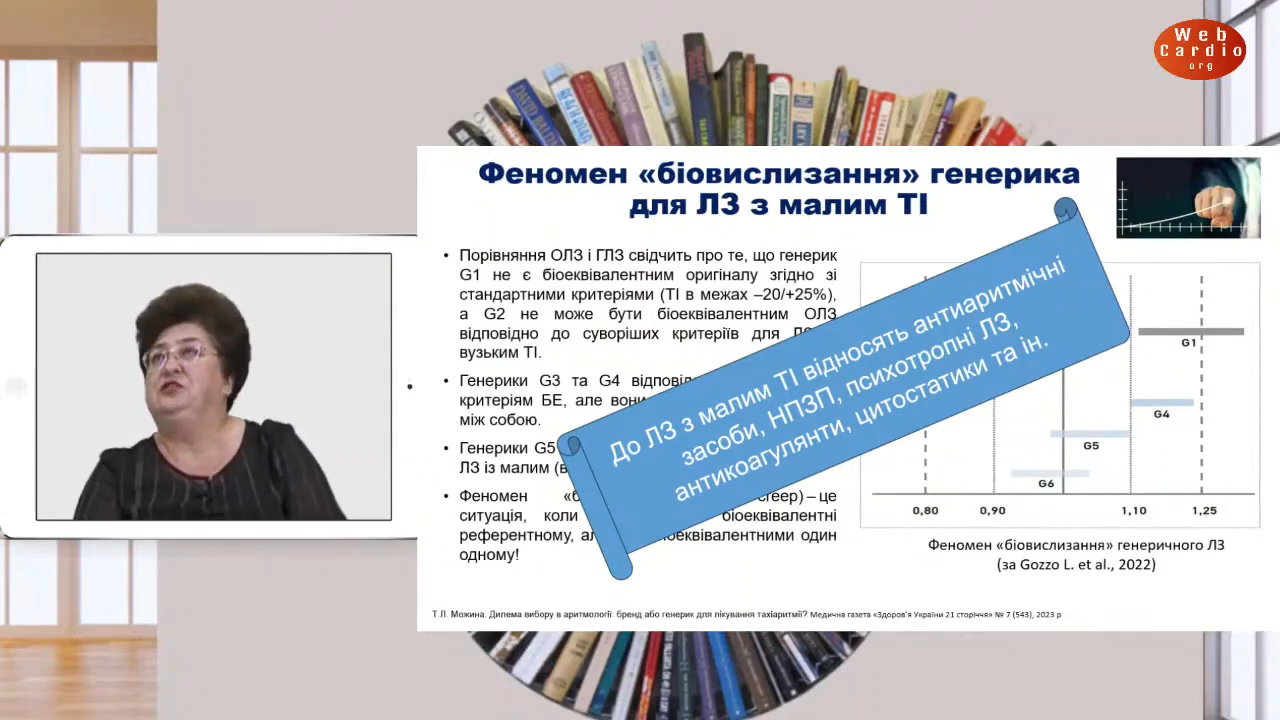 Web
Cardio
org
Феномен «біовислизання» генерика
для ЛЗ з малим ТІ
• Порівняння ОЛЗ і ГЛЗ свідчить про те, що генерик
G1 не є біоеквівалентним оригіналу згідно зі
стандартними критеріями (ТІ в межах –20/+25%),
а G2 не може бути біоеквівалентним ОЛЗ
відповідно до суворіших критеріїв для
вузьким ТІ.
• Генерики G3 та G4
критеріям БЕ, але
між собою.
• Генерики G5
ЛЗ із малим
• Феномен creep) – це
ситуація, коли біоеквівалентні
референтному, один
одному!
До ЛЗ з малим ТІ відносять антиаритмічні
засоби, НПЗП, психотропні ЛЗ,
антикоагулянти, цитостатики та ін.
G1
G4
G5
G6
0,80 0,90 1,10 1,25
Феномен «біовислизання» генеричного ЛЗ
(за Gozzo L. et al., 2022)
Т.Л. Можина. Дилема вибору в аритмології: бренд або генерик для лікування тахіаритмії? Медична газета «Здоров'я України 21 сторіччя» № 7 (543), 2023 р